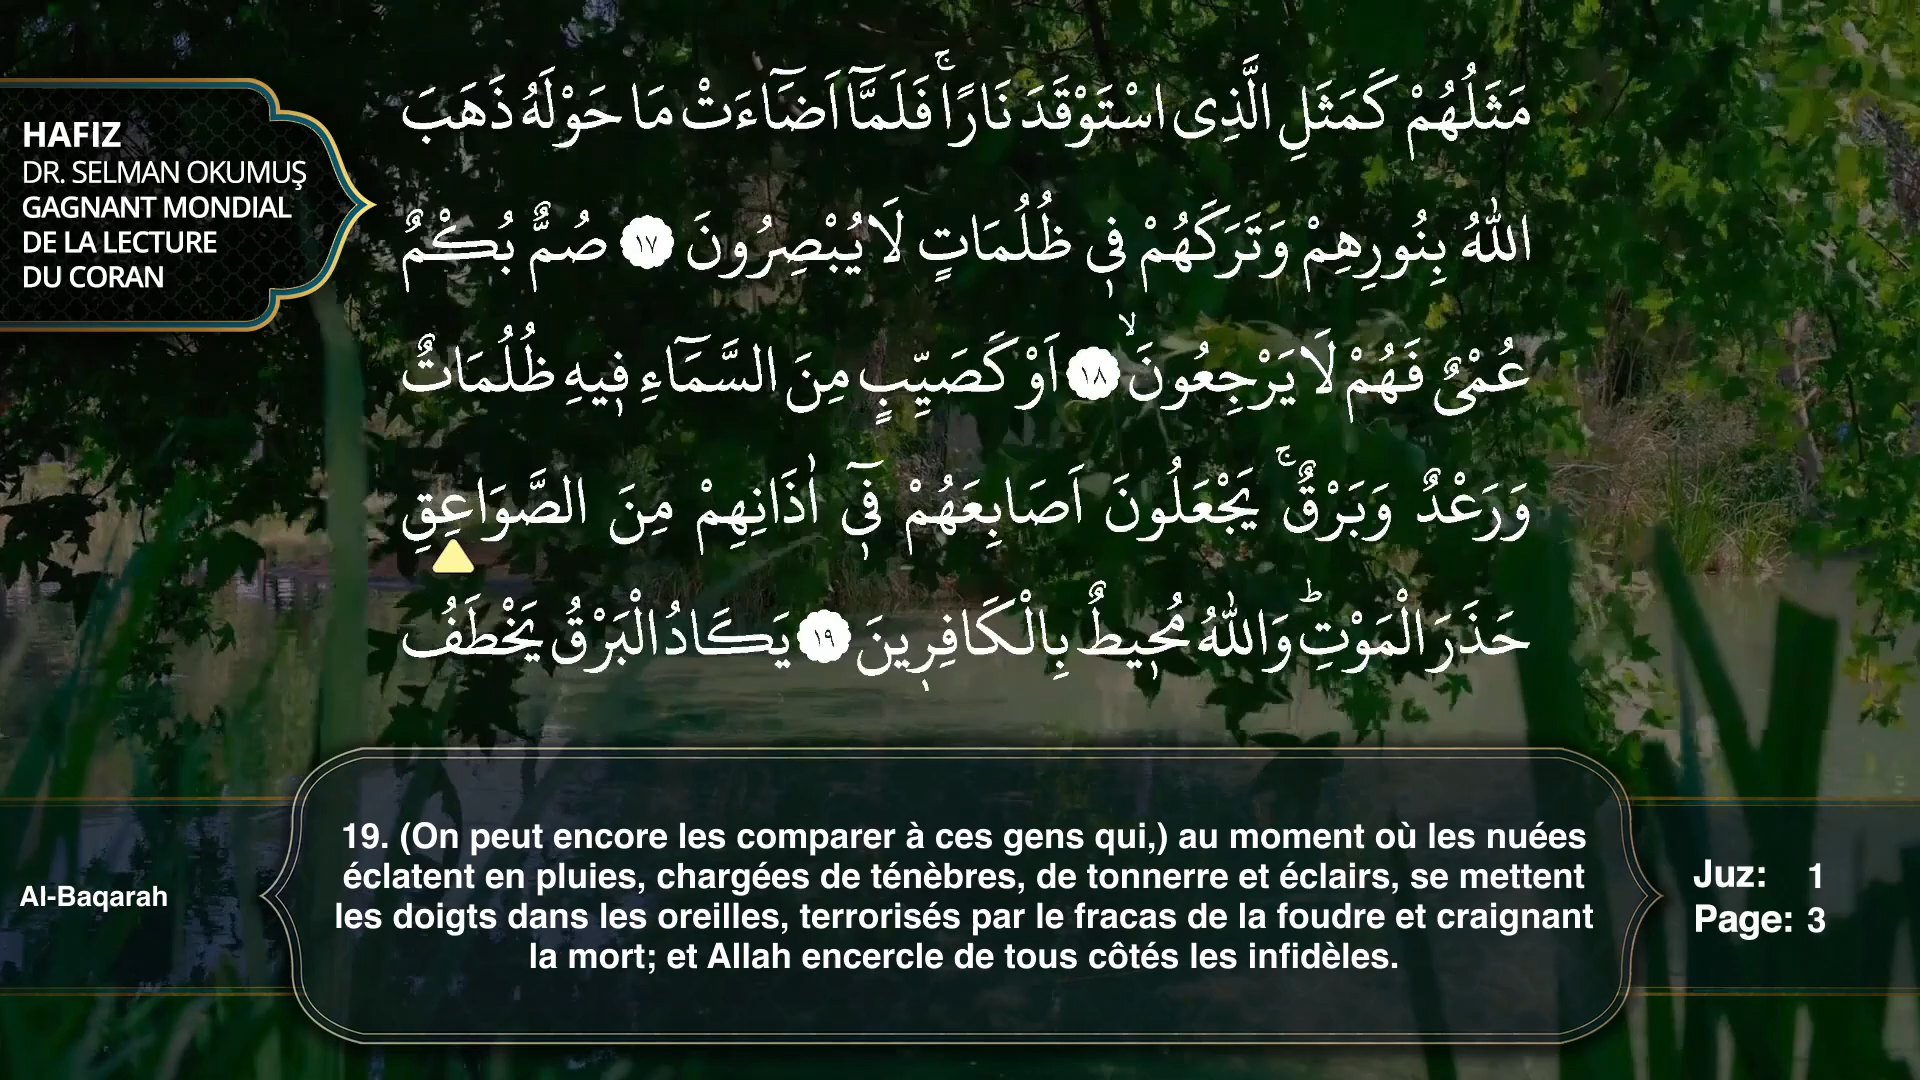 HAFIZ
DR. SELMAN OKUMUŞ
GAGNANT MONDIAL
DE LA LECTURE
DU CORAN
مَثَلُهُمْ كَمَثَلِ الَّذِى اسْتَوْقَدَ نَارًاۚ فَلَمَّٓا اَضَٓاءَتْ مَا حَوْلَهُ ذَهَبَ
اللّٰهُ بِنُورِهِمْ وَتَرَكَهُمْ ف۪ي ظُلُمَاتٍ لَا يُبْصِرُونَ ١٧ صُمٌّ بُكْمٌ
عُمْىٌ فَهُمْ لَا يَرْجِعُونَۙ ١٨ اَوْ كَصَيِّبٍ مِنَ السَّمَٓاءِ ف۪يهِ ظُلُمَاتٌ
وَرَعْدٌ وَبَرْقٌۚ يَجْعَلُونَ اَصَابِعَهُمْ ف۪ٓي اٰذَانِهِمْ مِنَ الصَّوَاعِقِ
حَذَرَ الْمَوْتِۜ وَاللّٰهُ مُح۪يطٌ بِالْكَافِر۪ينَ ١٩ يَكَادُ الْبَرْقُ يَخْطَفُ
19. (On peut encore les comparer à ces gens qui,) au moment où les nuées
éclatent en pluies, chargées de ténèbres, de tonnerre et éclairs, se mettent
les doigts dans les oreilles, terrorisés par le fracas de la foudre et craignant
la mort; et Allah encercle de tous côtés les infidèles.
Al-Baqarah
Juz: 1
Page: 3